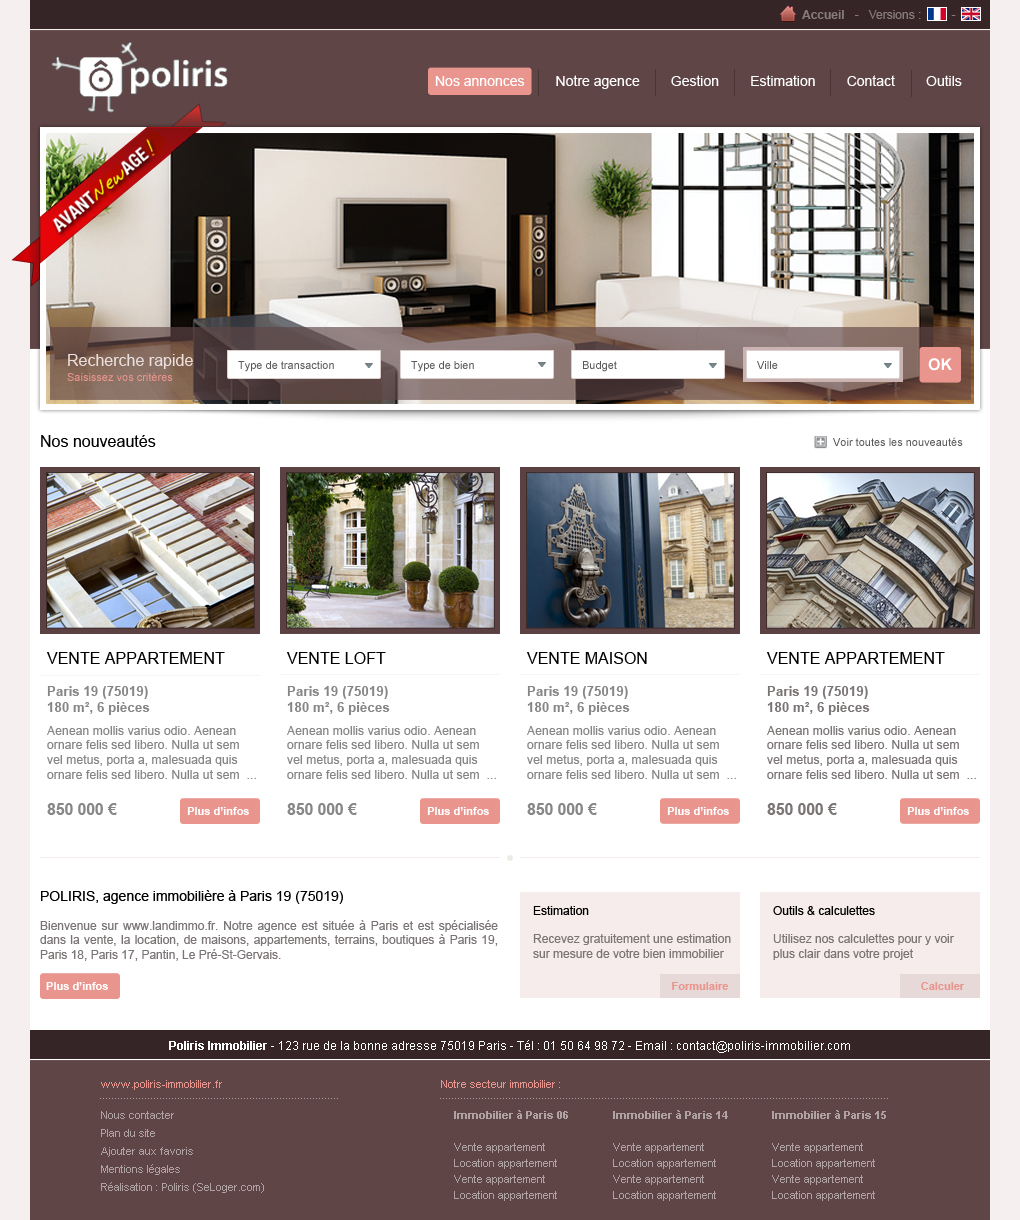 Accueil - Versions : -
poliris
Nos annonces Notre agence Gestion Estimation Contact Outils
AVANT New AGE !
Recherche rapide
Saisissez vos critères
Type de transaction Type de bien Budget Ville OK
Nos nouveautés Voir toutes les nouveautés
VENTE APPARTEMENT
Paris 19 (75019)
180 m², 6 pièces
Aenean mollis varius odio. Aenean
ornare felis sed libero. Nulla ut sem
vel metus, porta a, malesuada quis
ornare felis sed libero. Nulla ut sem ...
850 000 € Plus d'infos
VENTE LOFT
Paris 19 (75019)
180 m², 6 pièces
Aenean mollis varius odio. Aenean
ornare felis sed libero. Nulla ut sem
vel metus, porta a, malesuada quis
ornare felis sed libero. Nulla ut sem ...
850 000 € Plus d'infos
VENTE MAISON
Paris 19 (75019)
180 m², 6 pièces
Aenean mollis varius odio. Aenean
ornare felis sed libero. Nulla ut sem
vel metus, porta a, malesuada quis
ornare felis sed libero. Nulla ut sem ...
850 000 € Plus d'infos
VENTE APPARTEMENT
Paris 19 (75019)
180 m², 6 pièces
Aenean mollis varius odio. Aenean
ornare felis sed libero. Nulla ut sem
vel metus, porta a, malesuada quis
ornare felis sed libero. Nulla ut sem ...
850 000 € Plus d'infos
POLIRIS, agence immobilière à Paris 19 (75019)
Bienvenue sur www.landimmo.fr. Notre agence est située à Paris et est spécialisée
dans la vente, la location, de maisons, appartements, terrains, boutiques à Paris 19,
Paris 18, Paris 17, Pantin, Le Pré-St-Gervais.
Plus d'infos
Estimation
Recevez gratuitement une estimation
sur mesure de votre bien immobilier
Formulaire
Outils & calculettes
Utilisez nos calculettes pour y voir
plus clair dans votre projet
Calculer
Poliris Immobilier - 123 rue de la bonne adresse 75019 Paris - Tél : 01 50 64 98 72 - Email : contact@poliris-immobilier.com
www.poliris-immobilier.fr
Nous contacter
Plan du site
Ajouter aux favoris
Mentions légales
Réalisation : Poliris (SeLoger.com)
Notre secteur immobilier :
Immobilier à Paris 06
Vente appartement
Location appartement
Vente appartement
Location appartement
Immobilier à Paris 14
Vente appartement
Location appartement
Vente appartement
Location appartement
Immobilier à Paris 15
Vente appartement
Location appartement
Vente appartement
Location appartement